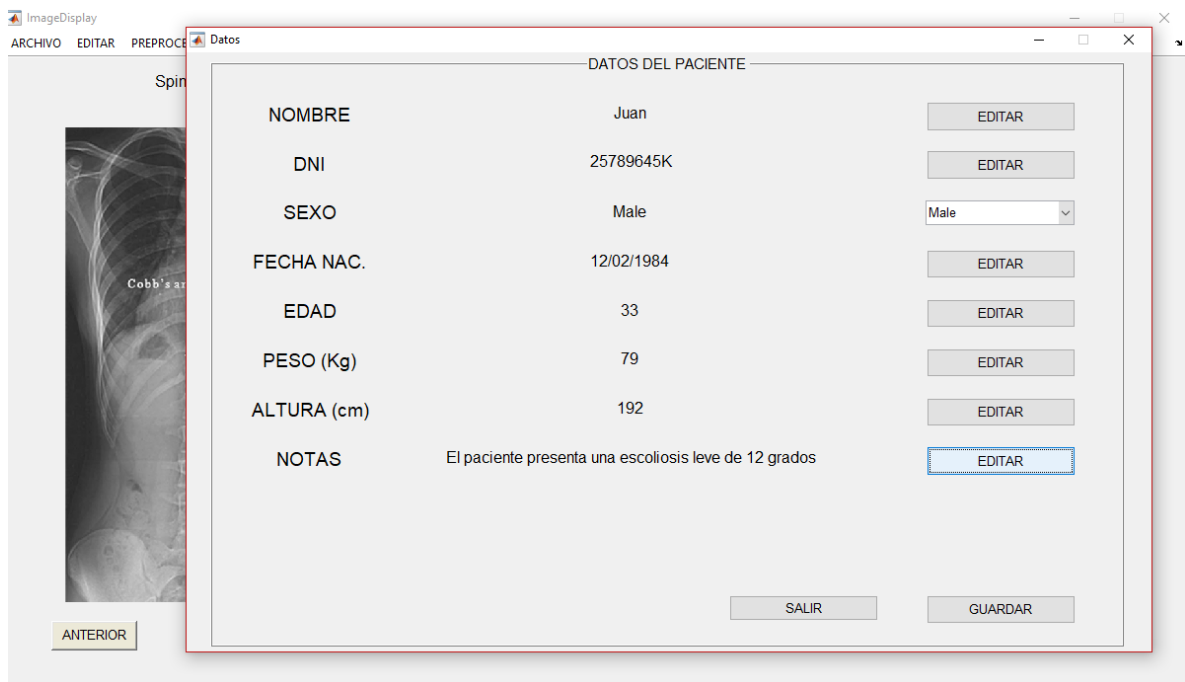 ImageDisplay
ARCHIVO EDITAR PREPROCE
Datos
Spin
DATOS DEL PACIENTE
NOMBRE Juan EDITAR
DNI 25789645K EDITAR
SEXO Male Male
FECHA NAC. 12/02/1984 EDITAR
Cobb's an
EDAD 33 EDITAR
PESO (Kg) 79 EDITAR
ALTURA (cm) 192 EDITAR
NOTAS El paciente presenta una escoliosis leve de 12 grados EDITAR
SALIR GUARDAR
ANTERIOR